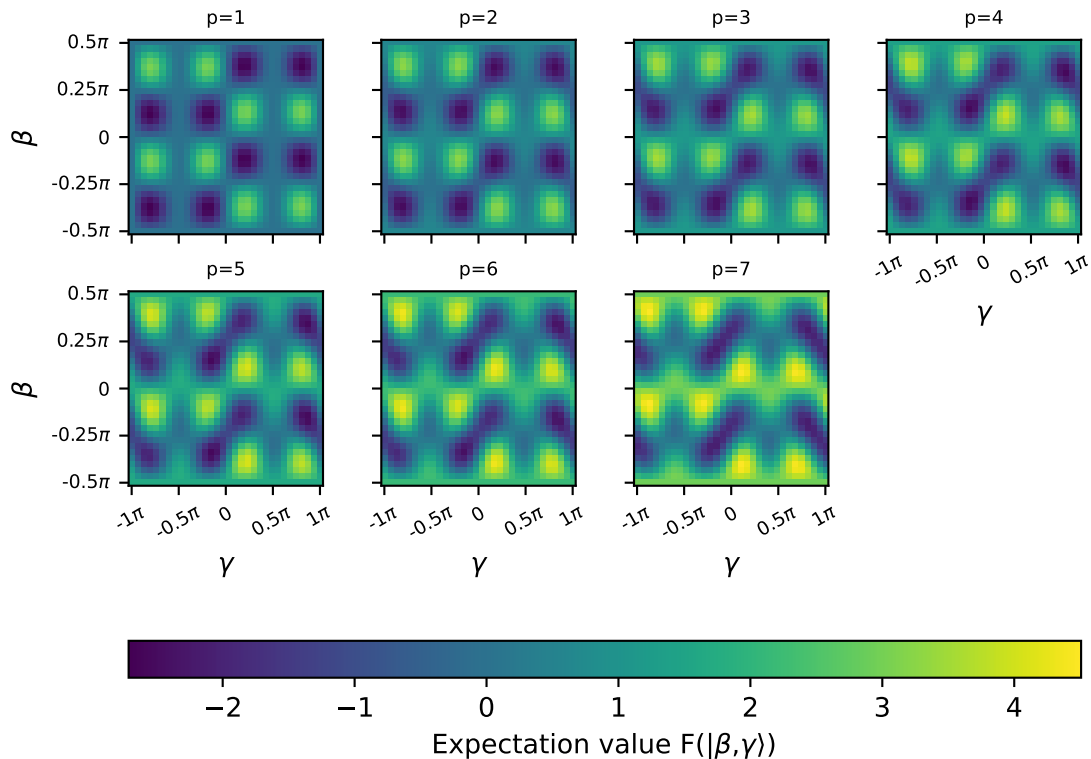 p=1 p=2 p=3 p=4
0.5π
0.25π
0
-0.25π
-0.5π
β
-1π -0.5π 0 0.5π 1π
γ
p=5 p=6 p=7
0.5π
0.25π
0
-0.25π
-0.5π
β
-1π -0.5π 0 0.5π 1π -1π -0.5π 0 0.5π 1π -1π -0.5π 0 0.5π 1π
γ γ γ
−2 −1 0 1 2 3 4
Expectation value F(|β,γ⟩)